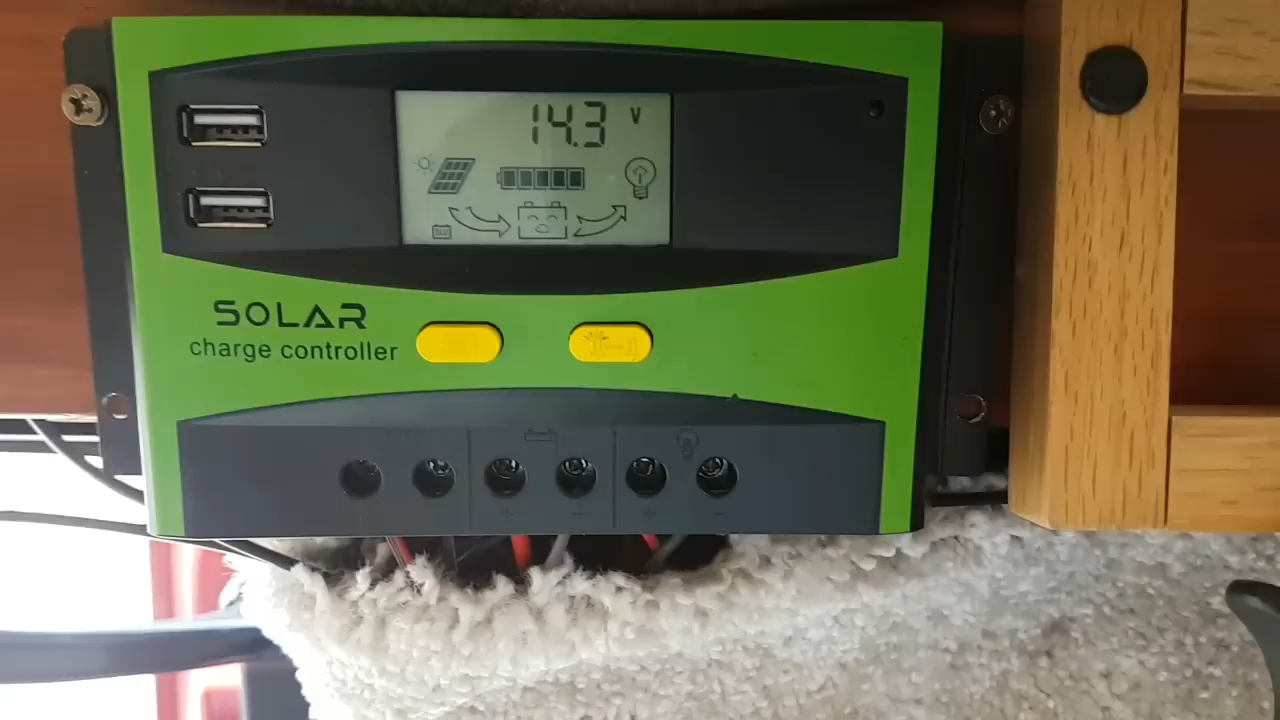 14.3 V
SOLAR
charge controller
+ - + -